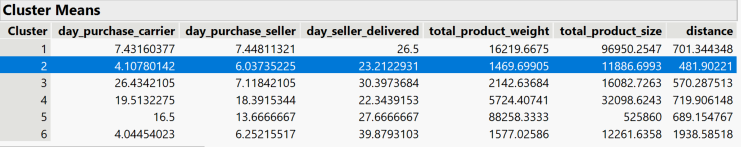 Cluster Means
Cluster day_purchase_carrier day_purchase_seller day_seller_delivered total_product_weight total_product_size distance
1 7.43160377 7.44811321 26.5 16219.6675 96950.2547 701.344348
2 4.10780142 6.03735225 23.2122931 1469.69905 11886.6993 481.90221
3 26.4342105 7.11842105 30.3973684 2142.63684 16082.7263 570.287513
4 19.5132275 18.3915344 22.3439153 5724.40741 32098.6243 719.906148
5 16.5 13.6666667 27.6666667 88258.3333 525860 689.154767
6 4.04454023 6.25215517 39.8793103 1577.02586 12261.6358 1938.58518